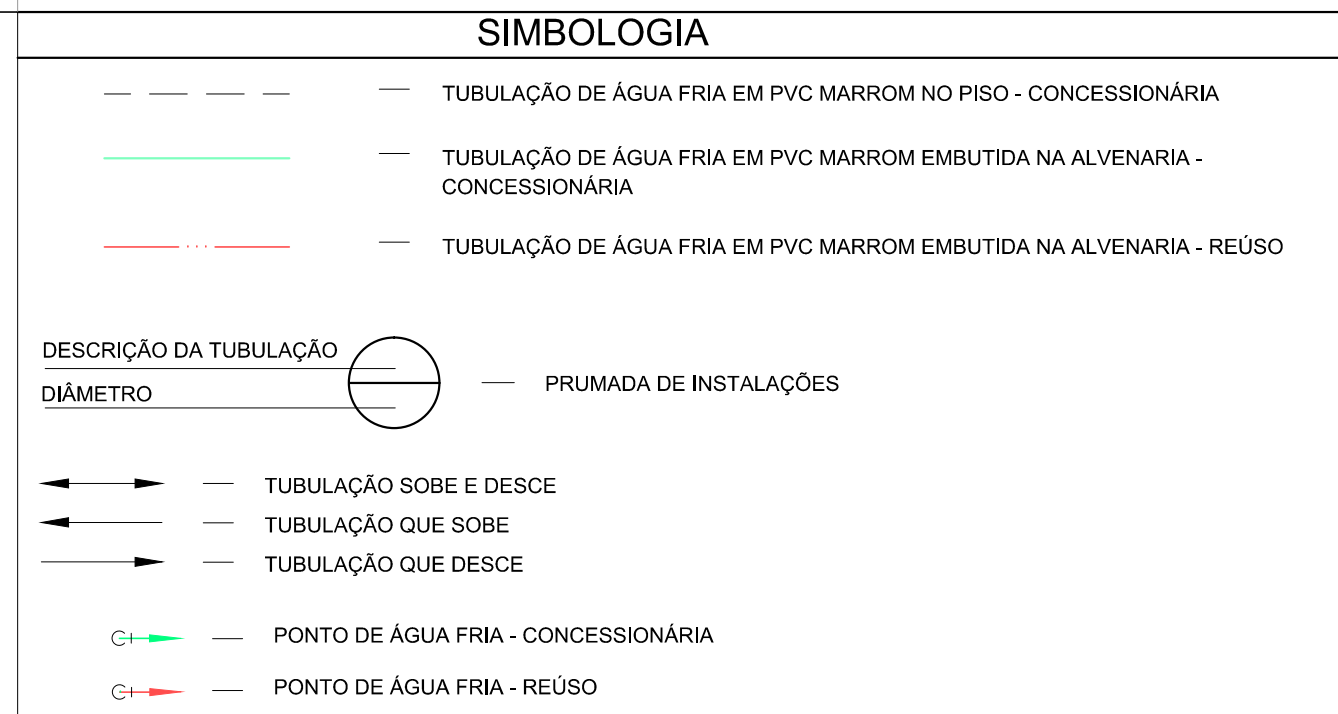 SIMBOLOGIA
TUBULAÇÃO DE ÁGUA FRIA EM PVC MARROM NO PISO - CONCESSIONÁRIA
TUBULAÇÃO DE ÁGUA FRIA EM PVC MARROM EMBUTIDA NA ALVENARIA -
CONCESSIONÁRIA
TUBULAÇÃO DE ÁGUA FRIA EM PVC MARROM EMBUTIDA NA ALVENARIA - REÚSO
DESCRIÇÃO DA TUBULAÇÃO
DIÂMETRO
PRUMADA DE INSTALAÇÕES
TUBULAÇÃO SOBE E DESCE
TUBULAÇÃO QUE SOBE
TUBULAÇÃO QUE DESCE
PONTO DE ÁGUA FRIA - CONCESSIONÁRIA
PONTO DE ÁGUA FRIA - REÚSO